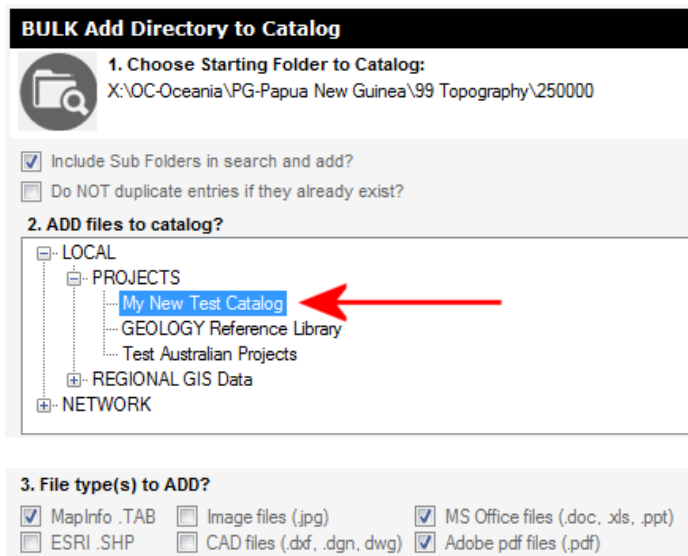 BULK Add Directory to Catalog
1. Choose Starting Folder to Catalog:
X:\OC-Oceania\PG-Papua New Guinea\99 Topography\250000
Include Sub Folders in search and add?
Do NOT duplicate entries if they already exist?
2. ADD files to catalog?
LOCAL
PROJECTS
My New Test Catalog
GEOLOGY Reference Library
Test Australian Projects
REGIONAL GIS Data
NETWORK
3. File type(s) to ADD?
MapInfo .TAB Image files (.jpg) MS Office files (.doc, .xls, .ppt)
ESRI .SHP CAD files (.dxf, .dgn, dwg) Adobe pdf files (.pdf)